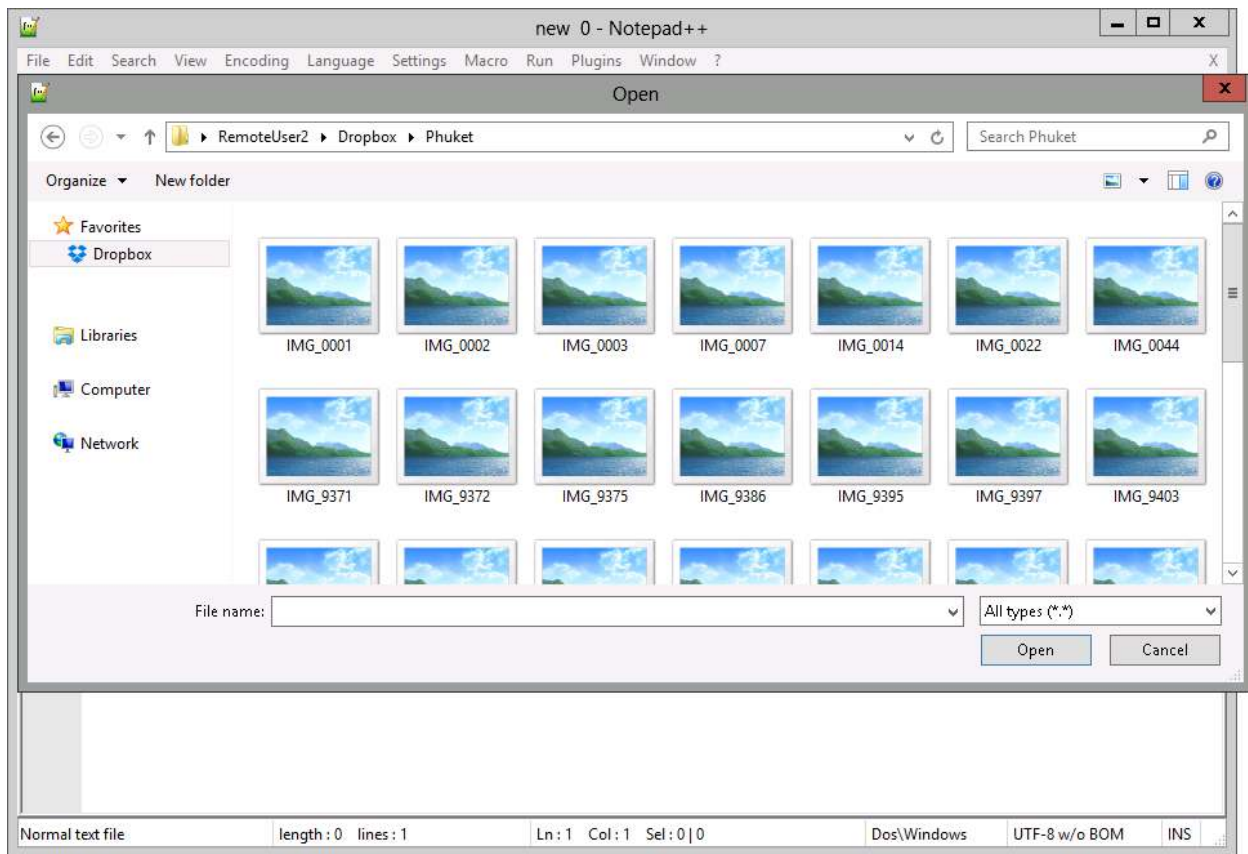 new 0 - Notepad++
File Edit Search View Encoding Language Settings Macro Run Plugins Window ? X
Open
RemoteUser2 Dropbox Phuket Search Phuket
Organize New folder
Favorites
Dropbox
Libraries
Computer
Network
IMG_0001 IMG_0002 IMG_0003 IMG_0007 IMG_0014 IMG_0022 IMG_0044
IMG_9371 IMG_9372 IMG_9375 IMG_9386 IMG_9395 IMG_9397 IMG_9403
File name: All types (*.*)
Open Cancel
Normal text file length : 0 lines : 1 Ln : 1 Col : 1 Sel : 0 | 0 Dos\Windows UTF-8 w/o BOM INS